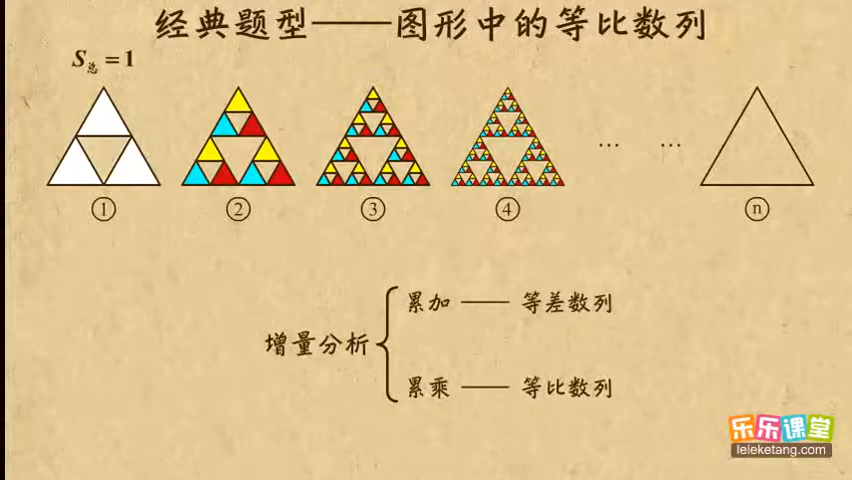 经典题型——图形中的等比数列
S总 = 1
… …
① ② ③ ④ ⓝ
累加 —— 等差数列
增量分析
累乘 —— 等比数列
乐乐课堂
leleketang.com